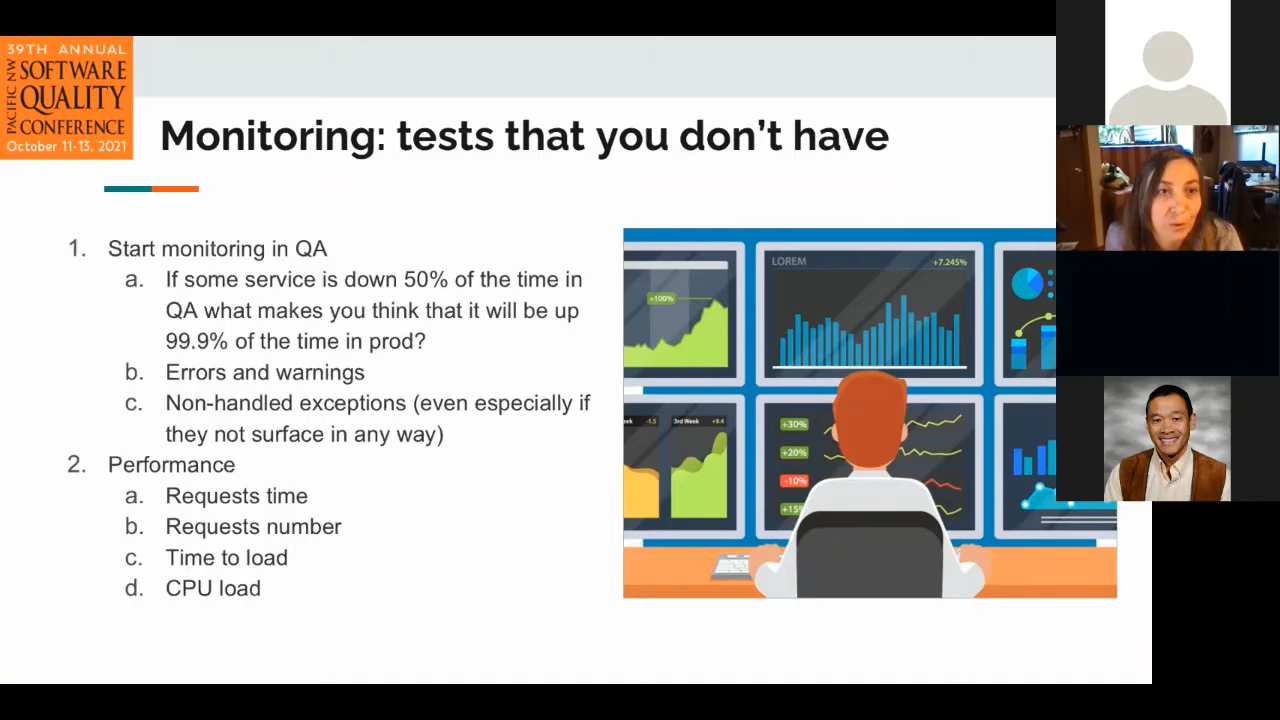 39TH ANNUAL
PACIFIC NW
SOFTWARE
QUALITY
CONFERENCE
October 11-13, 2021
Monitoring: tests that you don't have
1. Start monitoring in QA
a. If some service is down 50% of the time in
QA what makes you think that it will be up
99.9% of the time in prod?
b. Errors and warnings
c. Non-handled exceptions (even especially if
they not surface in any way)
2. Performance
a. Requests time
b. Requests number
c. Time to load
d. CPU load
LOREM
+7.245%
+100%
-1.5
3rd Week
+9.4
+30%
+20%
-10%